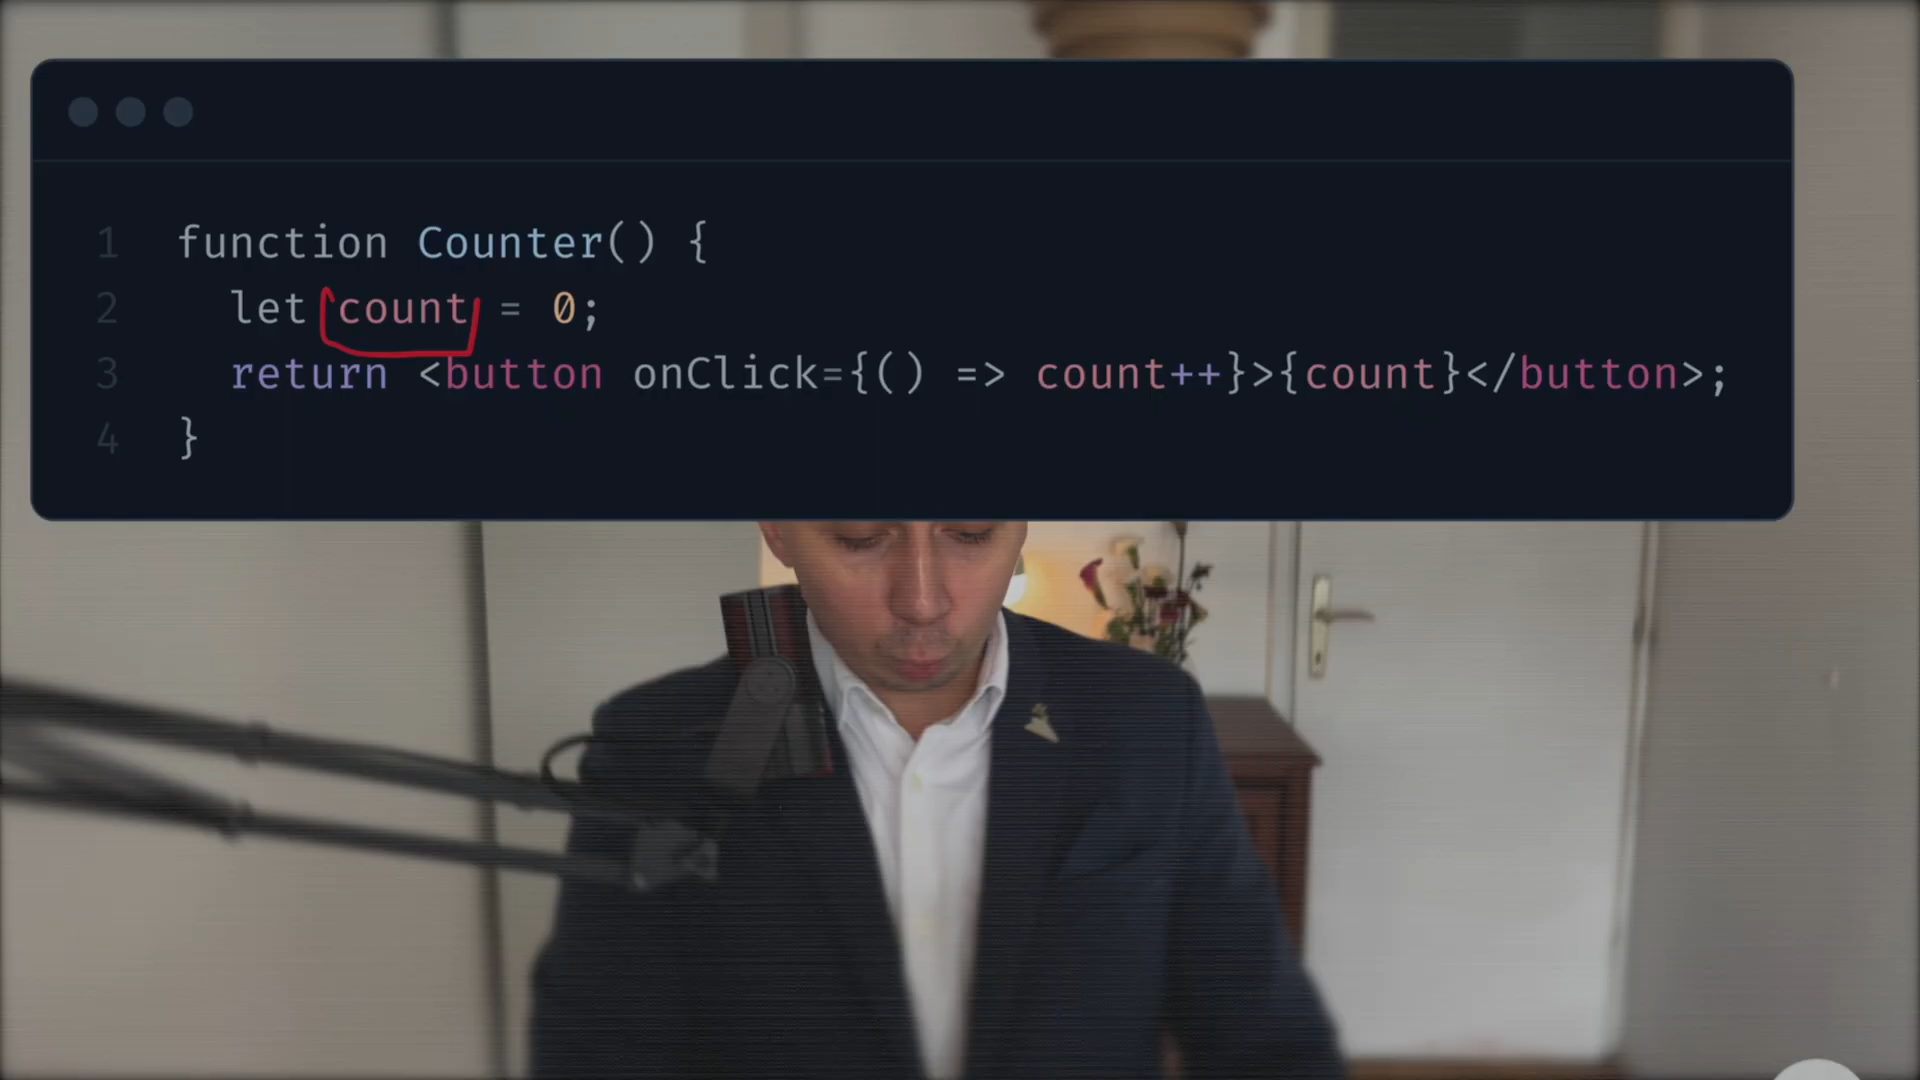 1 function Counter() {
2 let count = 0;
3 return <button onClick={() => count++}>{count}</button>;
4 }